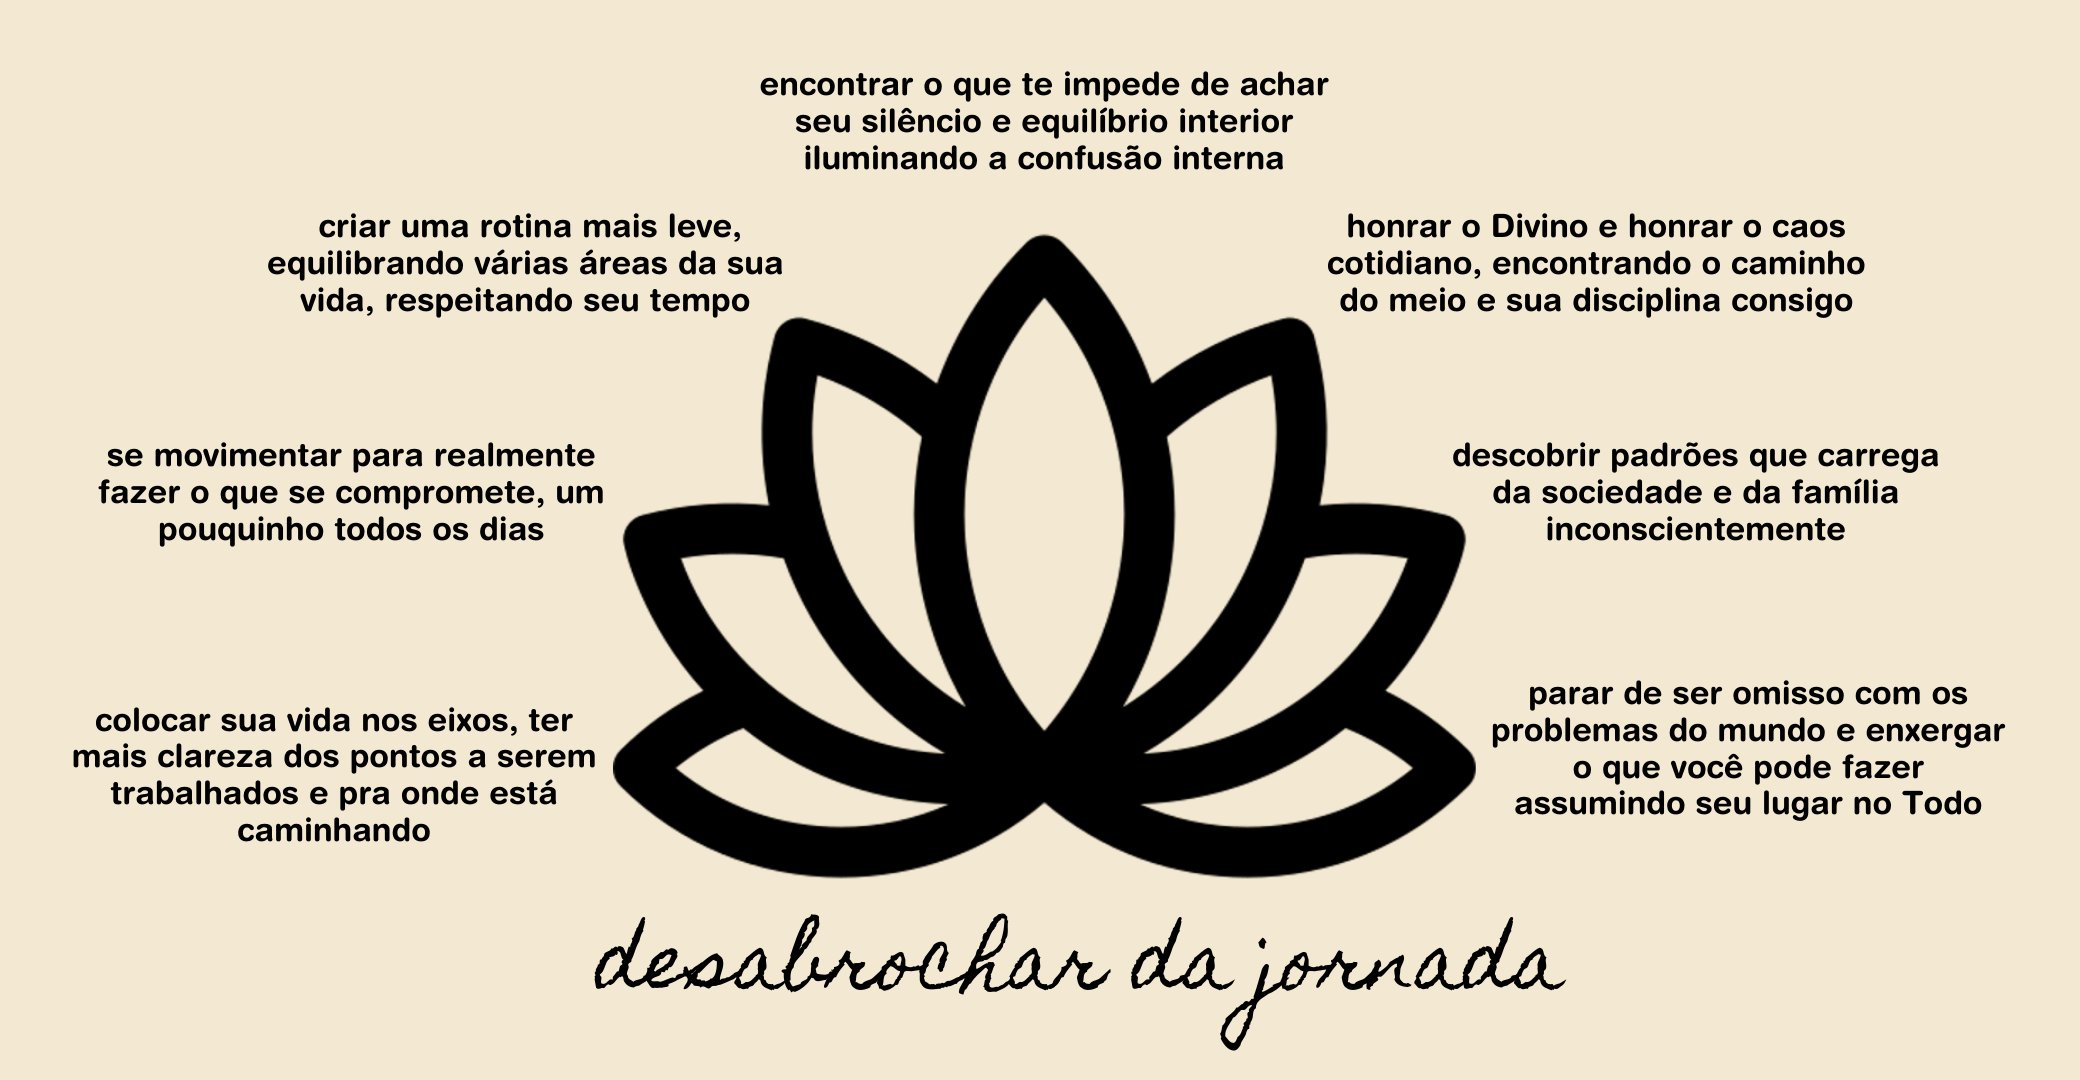 encontrar o que te impede de achar
seu silêncio e equilíbrio interior
iluminando a confusão interna
criar uma rotina mais leve,
equilibrando várias áreas da sua
vida, respeitando seu tempo
honrar o Divino e honrar o caos
cotidiano, encontrando o caminho
do meio e sua disciplina consigo
se movimentar para realmente
fazer o que se compromete, um
pouquinho todos os dias
descobrir padrões que carrega
da sociedade e da família
inconscientemente
colocar sua vida nos eixos, ter
mais clareza dos pontos a serem
trabalhados e pra onde está
caminhando
parar de ser omisso com os
problemas do mundo e enxergar
o que você pode fazer
assumindo seu lugar no Todo
desabrochar da jornada